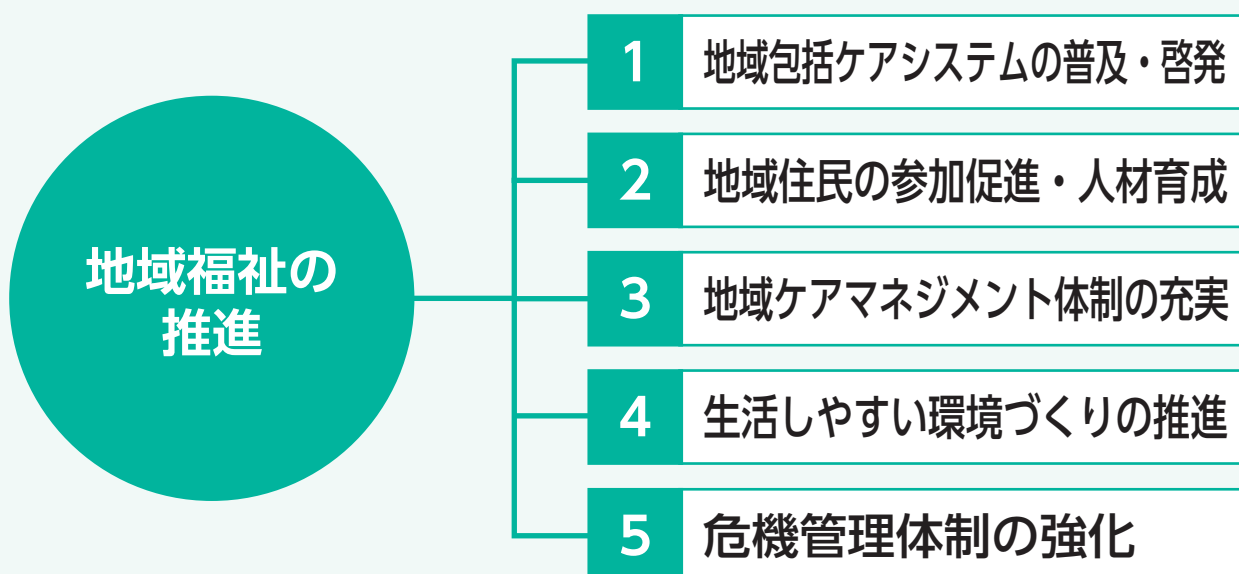 地域福祉の
推進
1 地域包括ケアシステムの普及・啓発
2 地域住民の参加促進・人材育成
3 地域ケアマネジメント体制の充実
4 生活しやすい環境づくりの推進
5 危機管理体制の強化